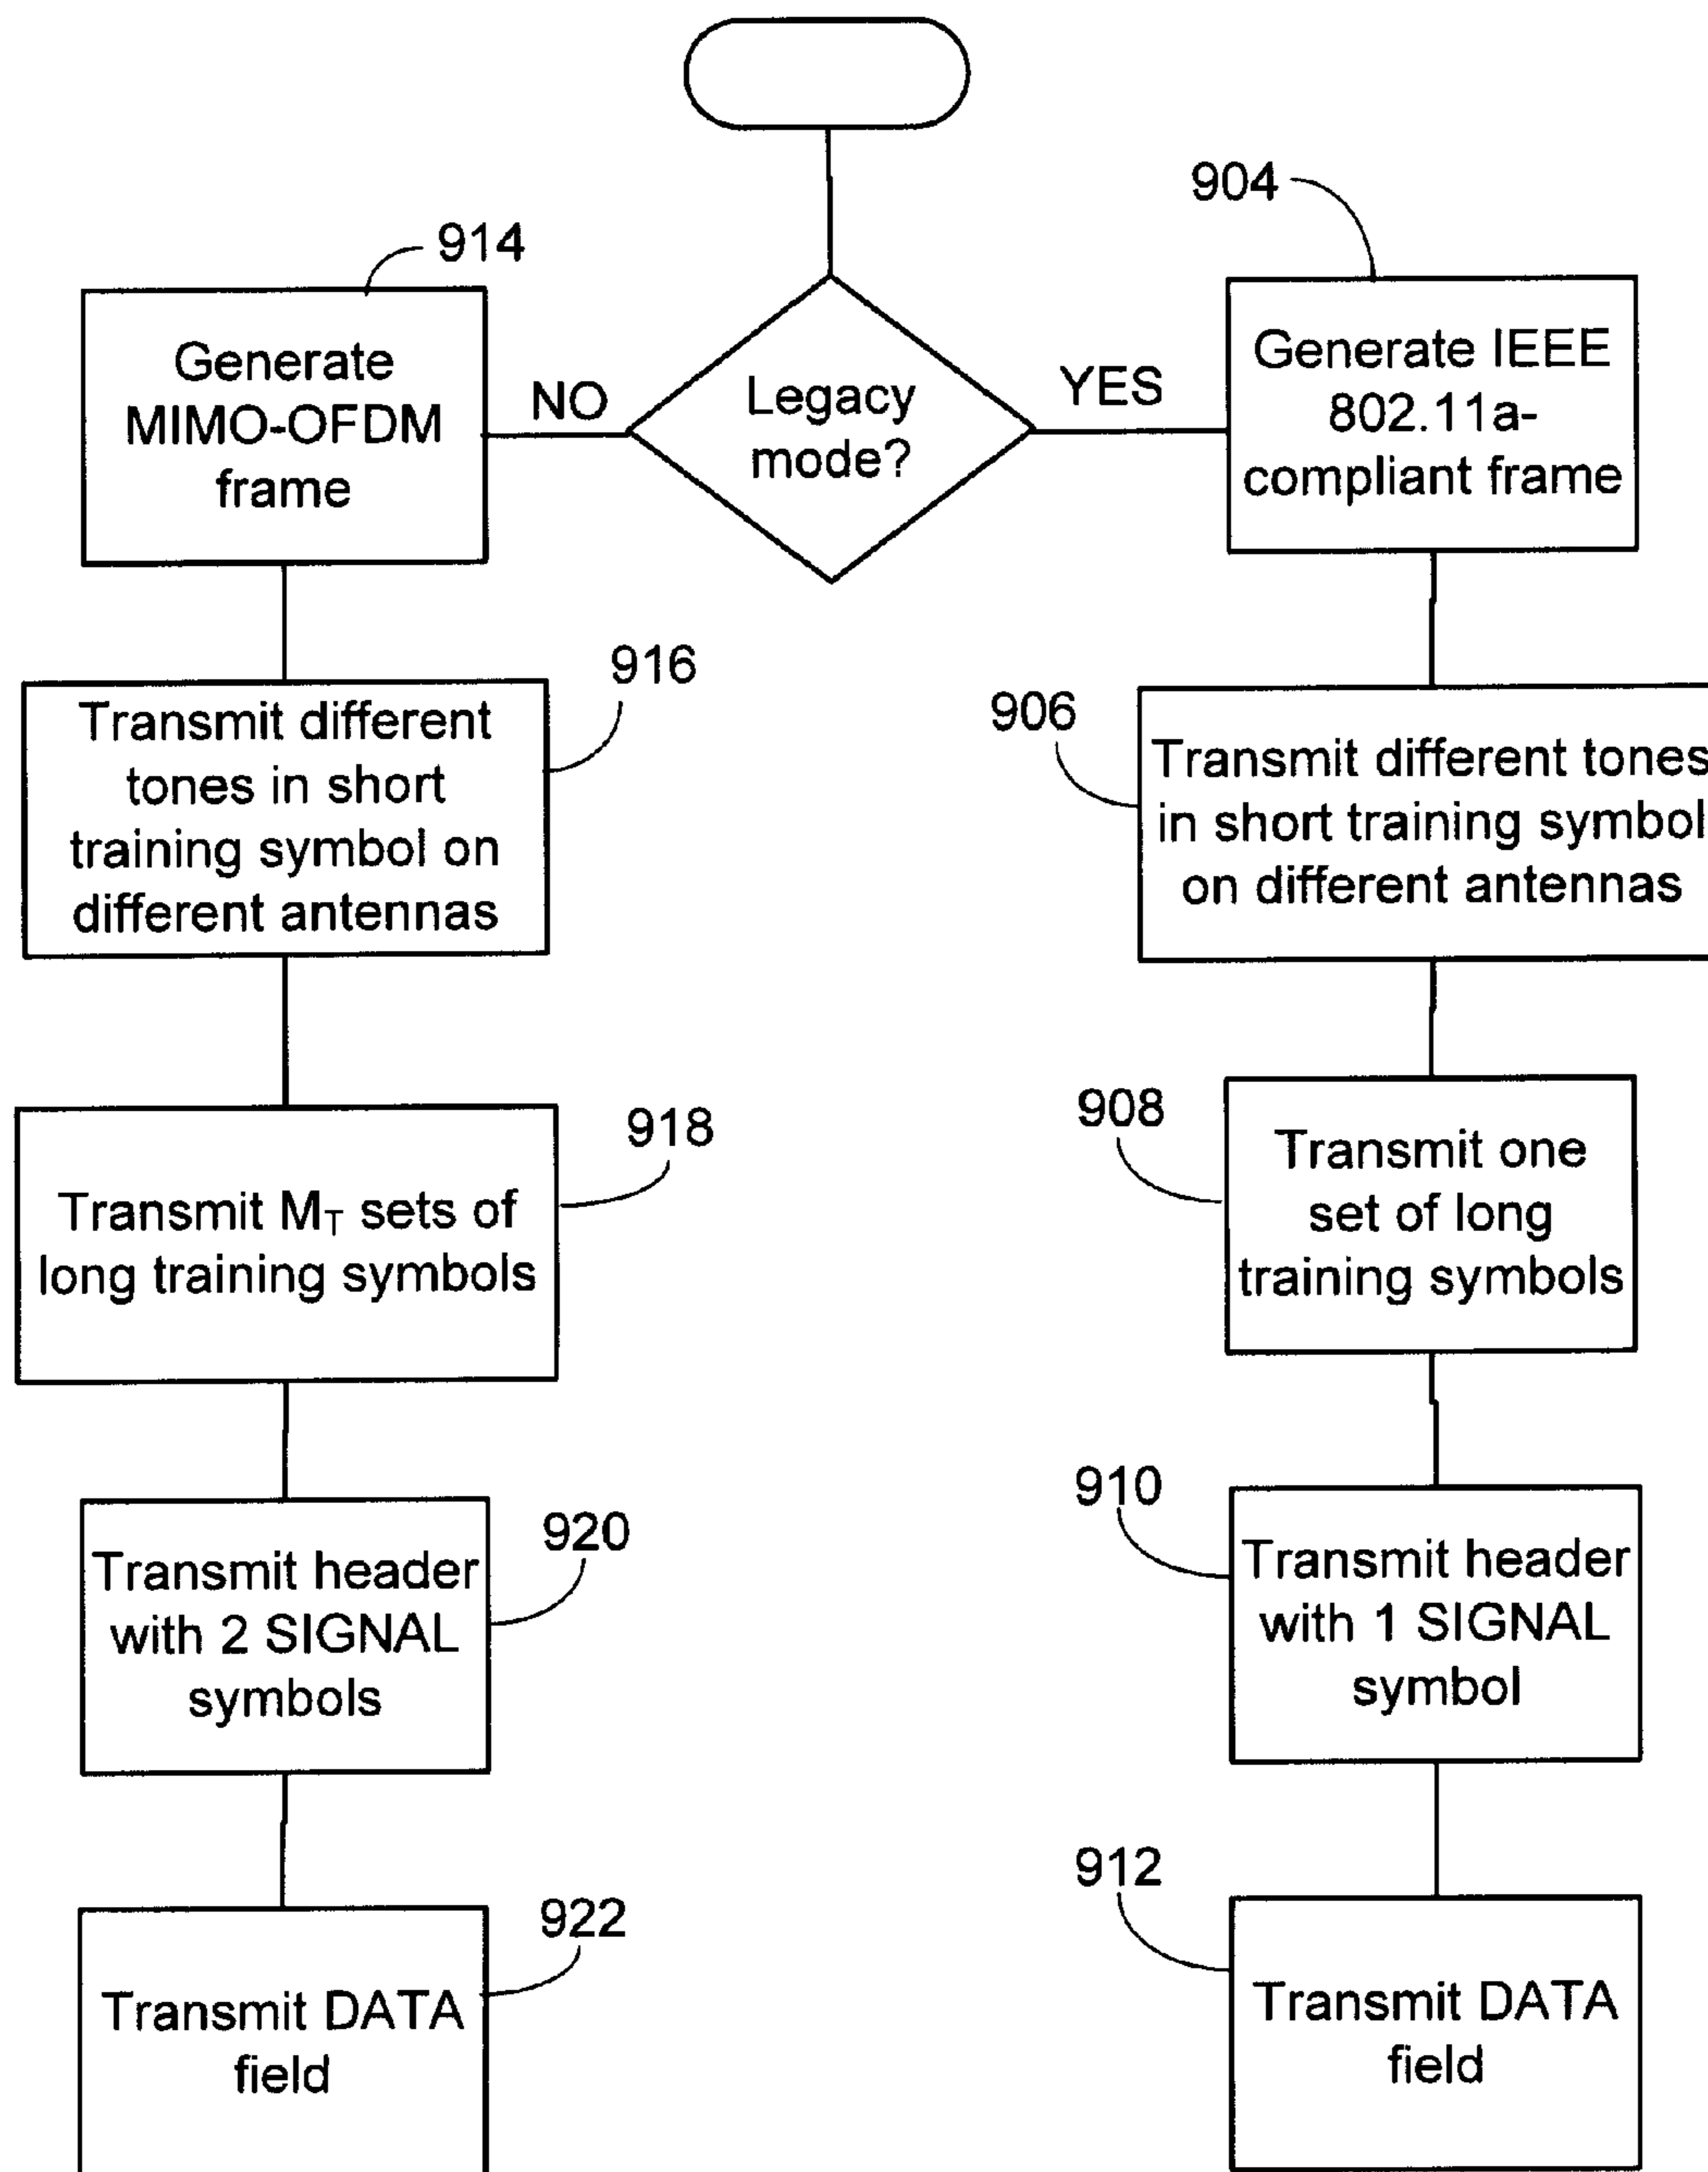 904
914
Generate
MIMO-OFDM
frame
NO
Legacy
mode?
YES
Generate IEEE
802.11a-
compliant frame
916
Transmit different
tones in short
training symbol on
different antennas
906
Transmit different tones
in short training symbol
on different antennas
918
Transmit M_T sets of
long training symbols
908
Transmit one
set of long
training symbols
920
Transmit header
with 2 SIGNAL
symbols
910
Transmit header
with 1 SIGNAL
symbol
922
Transmit DATA
field
912
Transmit DATA
field